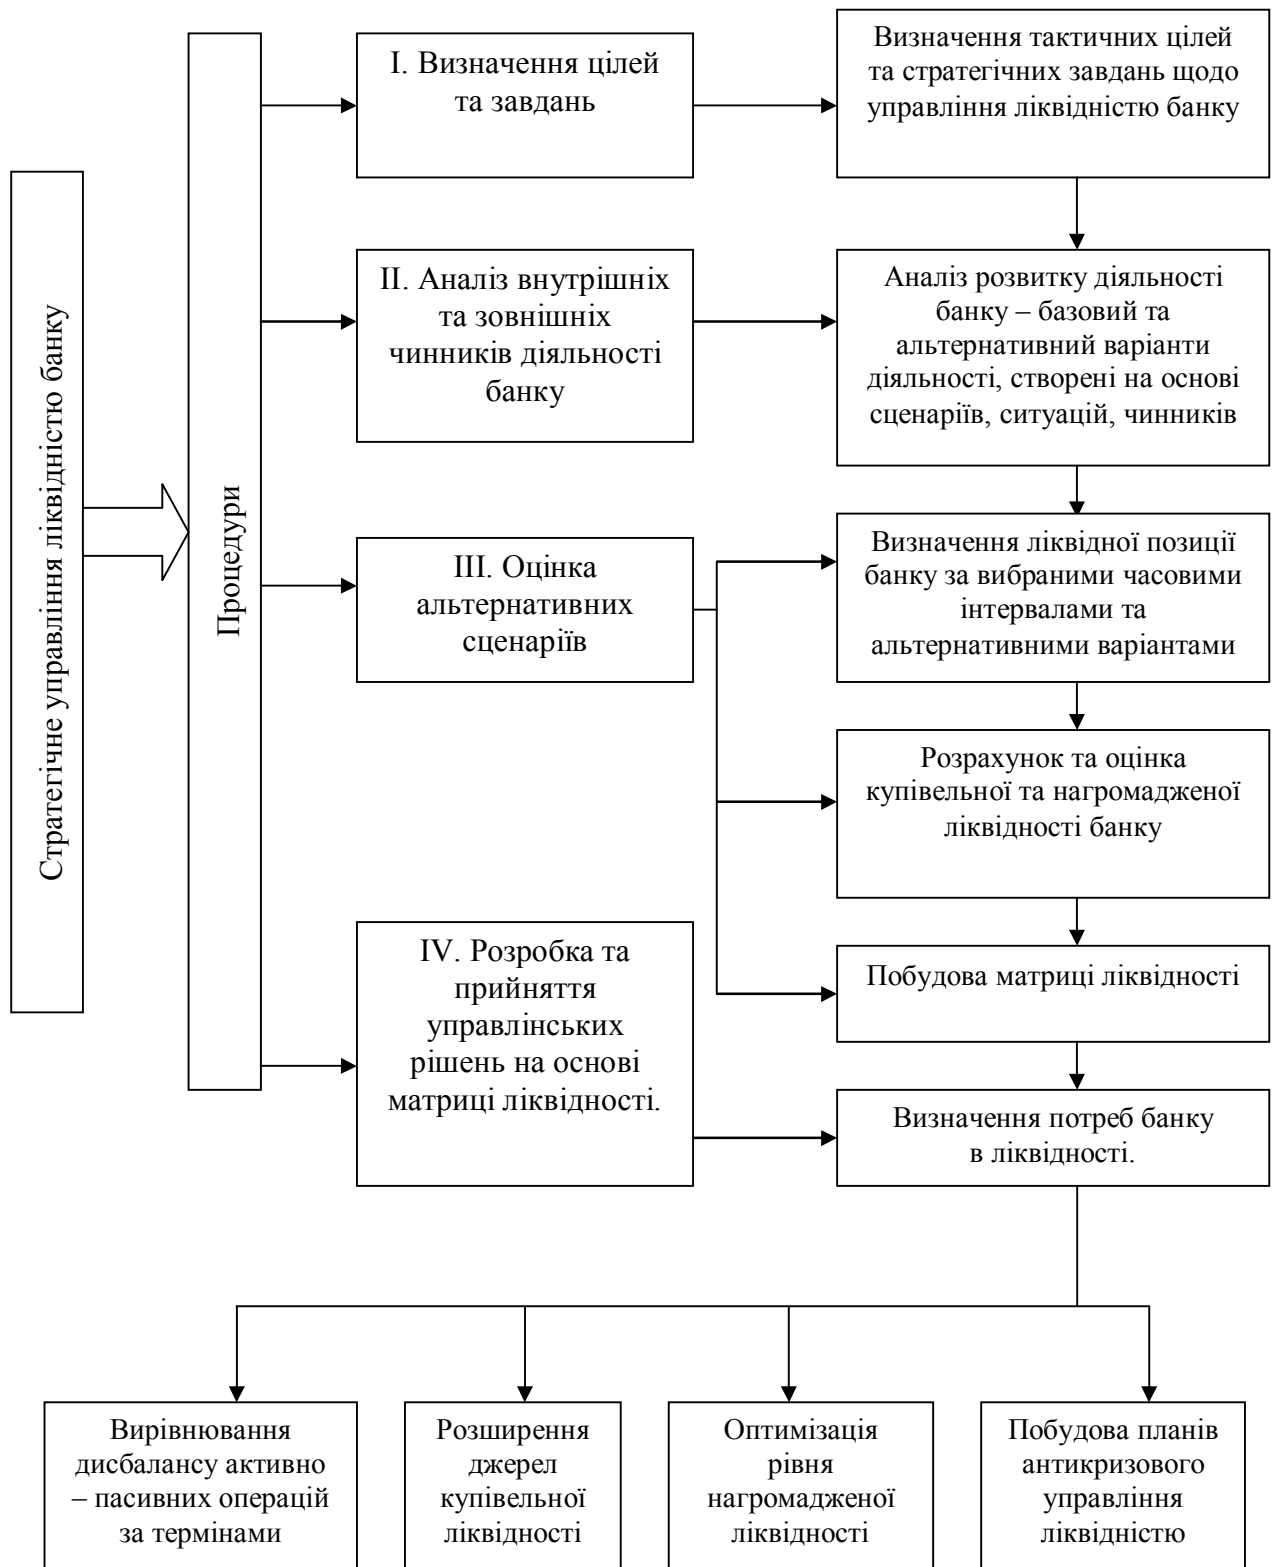 Стратегічне управління ліквідністю банку
Процедури
І. Визначення цілей
та завдань
Визначення тактичних цілей
та стратегічних завдань щодо
управління ліквідністю банку
ІІ. Аналіз внутрішніх
та зовнішніх
чинників діяльності
банку
Аналіз розвитку діяльності
банку – базовий та
альтернативний варіанти
діяльності, створені на основі
сценаріїв, ситуацій, чинників
ІІІ. Оцінка
альтернативних
сценаріїв
Визначення ліквідної позиції
банку за вибраними часовими
інтервалами та
альтернативними варіантами
Розрахунок та оцінка
купівельної та нагромадженої
ліквідності банку
Побудова матриці ліквідності
IV. Розробка та
прийняття
управлінських
рішень на основі
матриці ліквідності.
Визначення потреб банку
в ліквідності.
Вирівнювання
дисбалансу активно
– пасивних операцій
за термінами
Розширення
джерел
купівельної
ліквідності
Оптимізація
рівня
нагромадженої
ліквідності
Побудова планів
антикризового
управління
ліквідністю